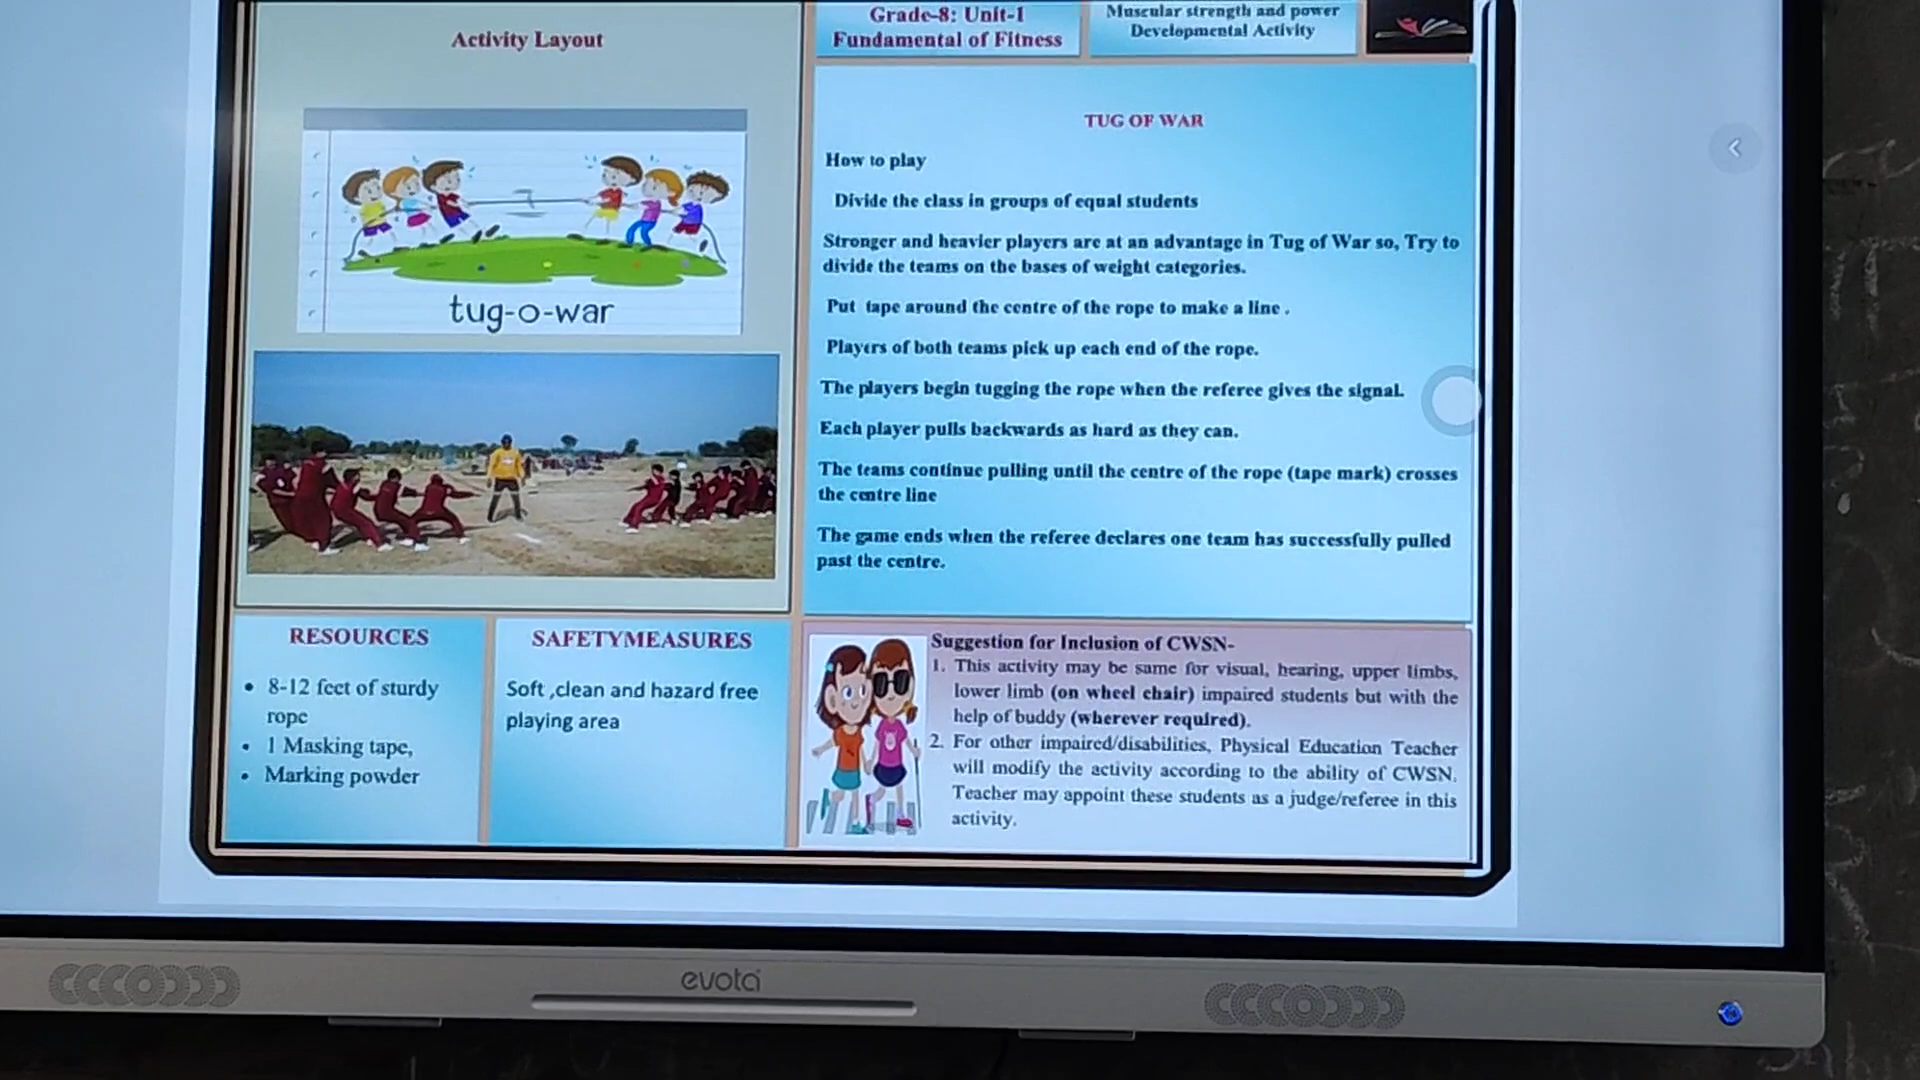 Activity Layout
tug-o-war
Grade-8: Unit-1
Fundamental of Fitness
Muscular strength and power
Developmental Activity
TUG OF WAR
How to play
Divide the class in groups of equal students
Stronger and heavier players are at an advantage in Tug of War so, Try to
divide the teams on the bases of weight categories.
Put tape around the centre of the rope to make a line .
Players of both teams pick up each end of the rope.
The players begin tugging the rope when the referee gives the signal.
Each player pulls backwards as hard as they can.
The teams continue pulling until the centre of the rope (tape mark) crosses
the centre line
The game ends when the referee declares one team has successfully pulled
past the centre.
RESOURCES
• 8-12 feet of sturdy
rope
• 1 Masking tape,
• Marking powder
SAFETYMEASURES
Soft ,clean and hazard free
playing area
Suggestion for Inclusion of CWSN-
1. This activity may be same for visual, hearing, upper limbs,
lower limb (on wheel chair) impaired students but with the
help of buddy (wherever required).
2. For other impaired/disabilities, Physical Education Teacher
will modify the activity according to the ability of CWSN.
Teacher may appoint these students as a judge/referee in this
activity.
evota